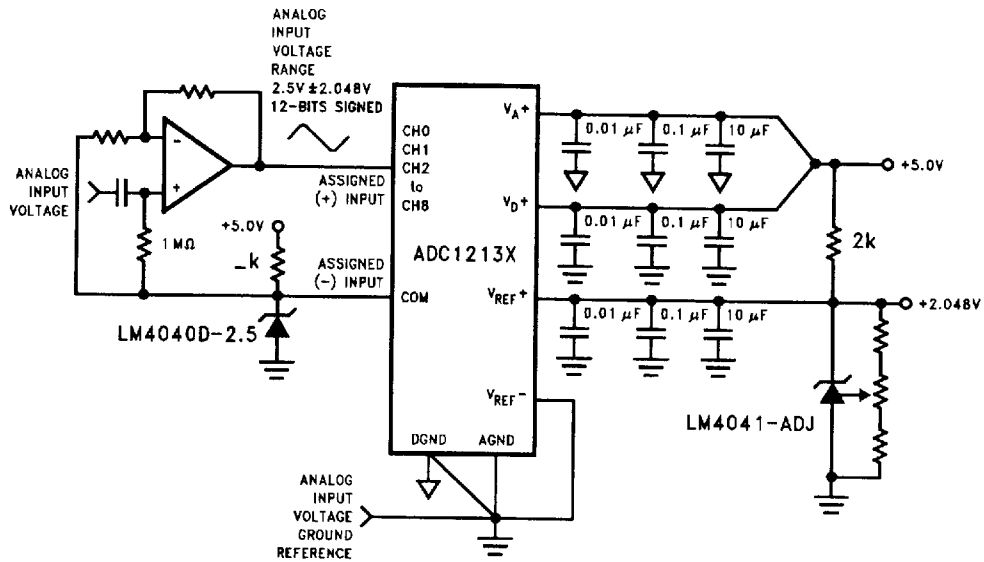 ANALOG
INPUT
VOLTAGE
RANGE
2.5V±2.048V
12-BITS SIGNED
ANALOG
INPUT
VOLTAGE
-
+
1 MΩ
+5.0V
_k
LM4040D-2.5
ASSIGNED
(+) INPUT
ASSIGNED
(-) INPUT
CH0
CH1
CH2
to
CH8
COM
ADC1213X
VA+
VD+
VREF+
VREF-
DGND
AGND
0.01 μF
0.1 μF
10 μF
0.01 μF
0.1 μF
10 μF
0.01 μF
0.1 μF
10 μF
+5.0V
2k
+2.048V
LM4041-ADJ
ANALOG
INPUT
VOLTAGE
GROUND
REFERENCE